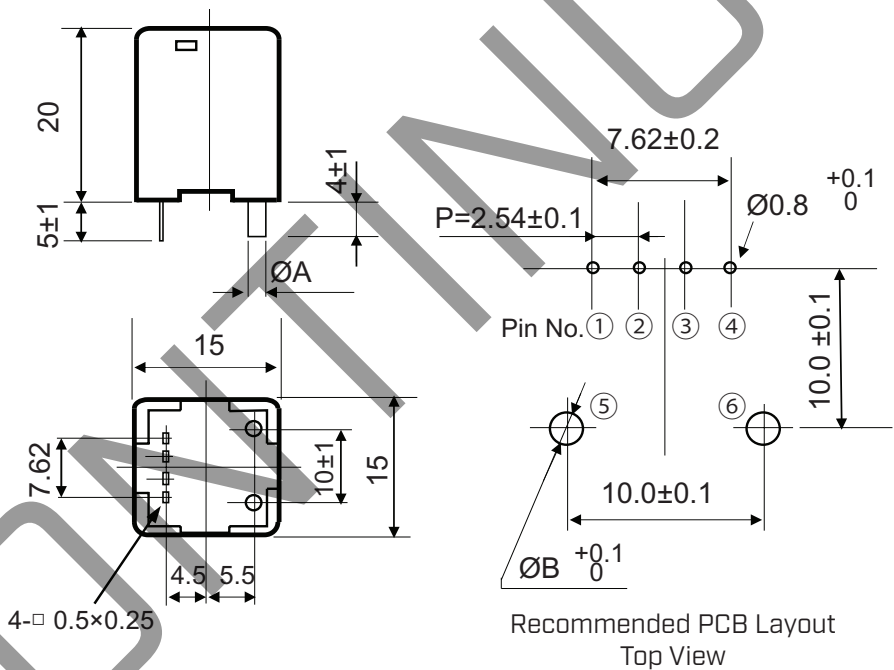 20
5±1
4±1
ØA
15
7.62
10±1
15
4.5 5.5
4-□ 0.5×0.25
7.62±0.2
P=2.54±0.1
Ø0.8 +0.1 0
Pin No. ① ② ③ ④
10.0 ±0.1
⑤ ⑥
10.0±0.1
ØB +0.1 0
Recommended PCB Layout
Top View